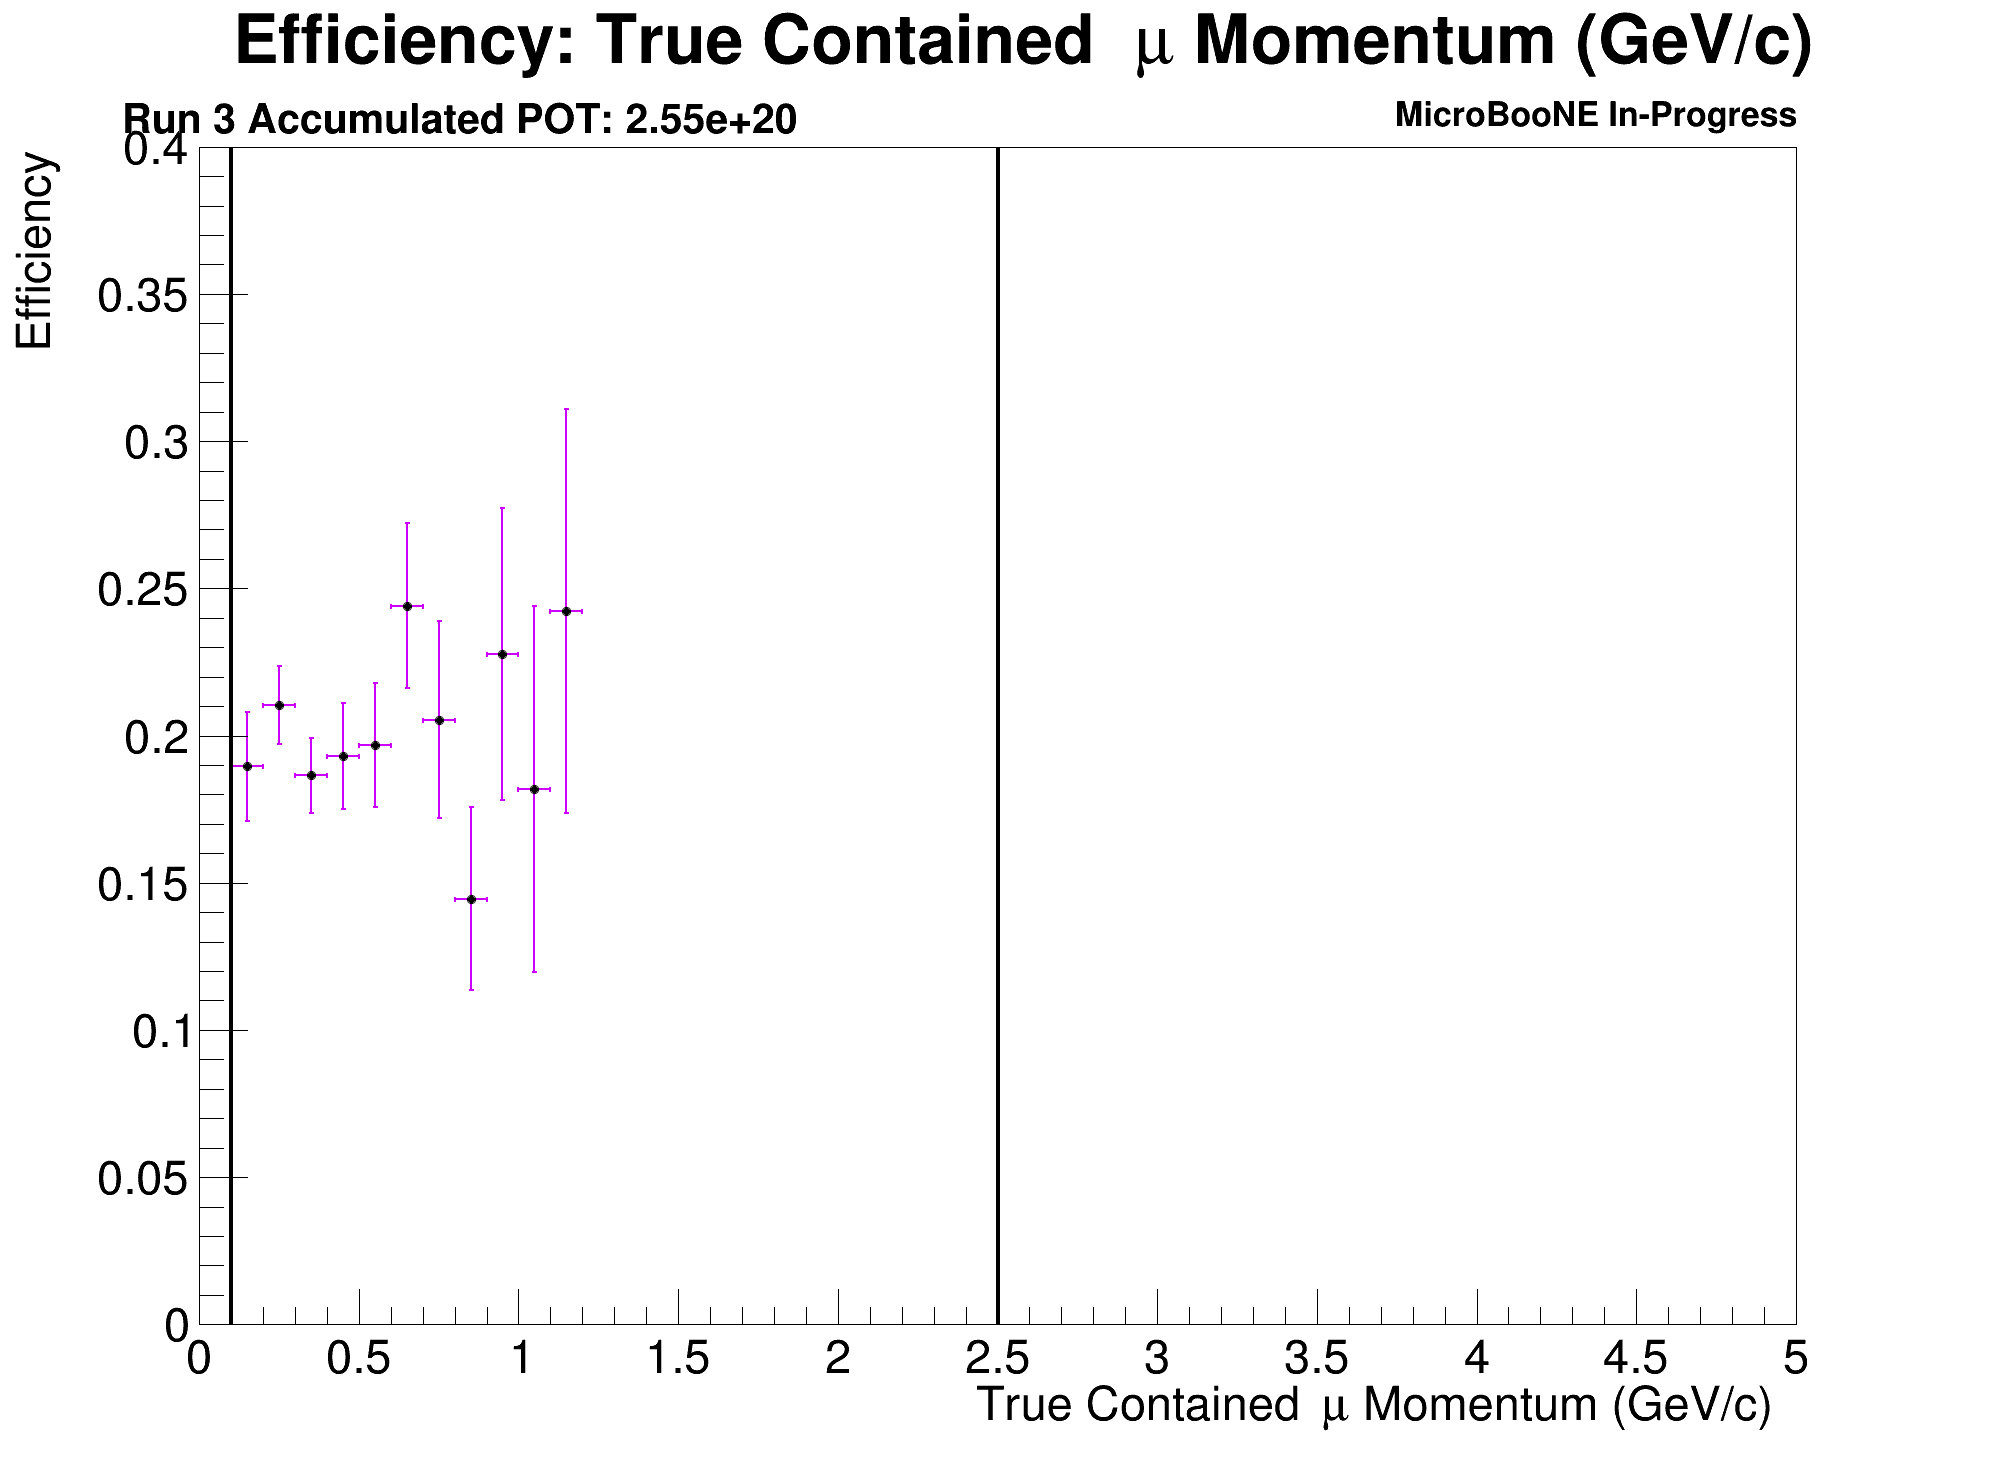 Efficiency: True Contained μ Momentum (GeV/c)
Run 3 Accumulated POT: 2.55e+20
MicroBooNE In-Progress
Efficiency
0.4
0.35
0.3
0.25
0.2
0.15
0.1
0.05
0
0 0.5 1 1.5 2 2.5 3 3.5 4 4.5 5
True Contained μ Momentum (GeV/c)